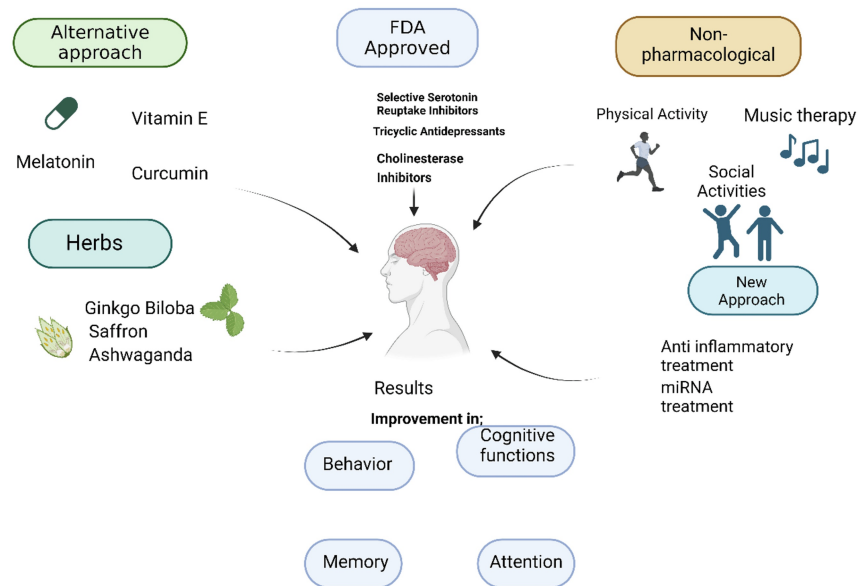 Alternative
approach
Vitamin E
Melatonin
Curcumin
Herbs
Ginkgo Biloba
Saffron
Ashwaganda
FDA
Approved
Selective Serotonin
Reuptake Inhibitors
Tricyclic Antidepressants
Cholinesterase
Inhibitors
Non-
pharmacological
Physical Activity
Music therapy
Social
Activities
New
Approach
Anti inflammatory
treatment
miRNA
treatment
Results
Improvement in;
Behavior
Cognitive
functions
Memory
Attention